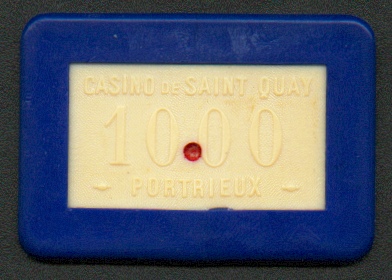 CASINO DE SAINT QUAY
1000
PORTRIEUX